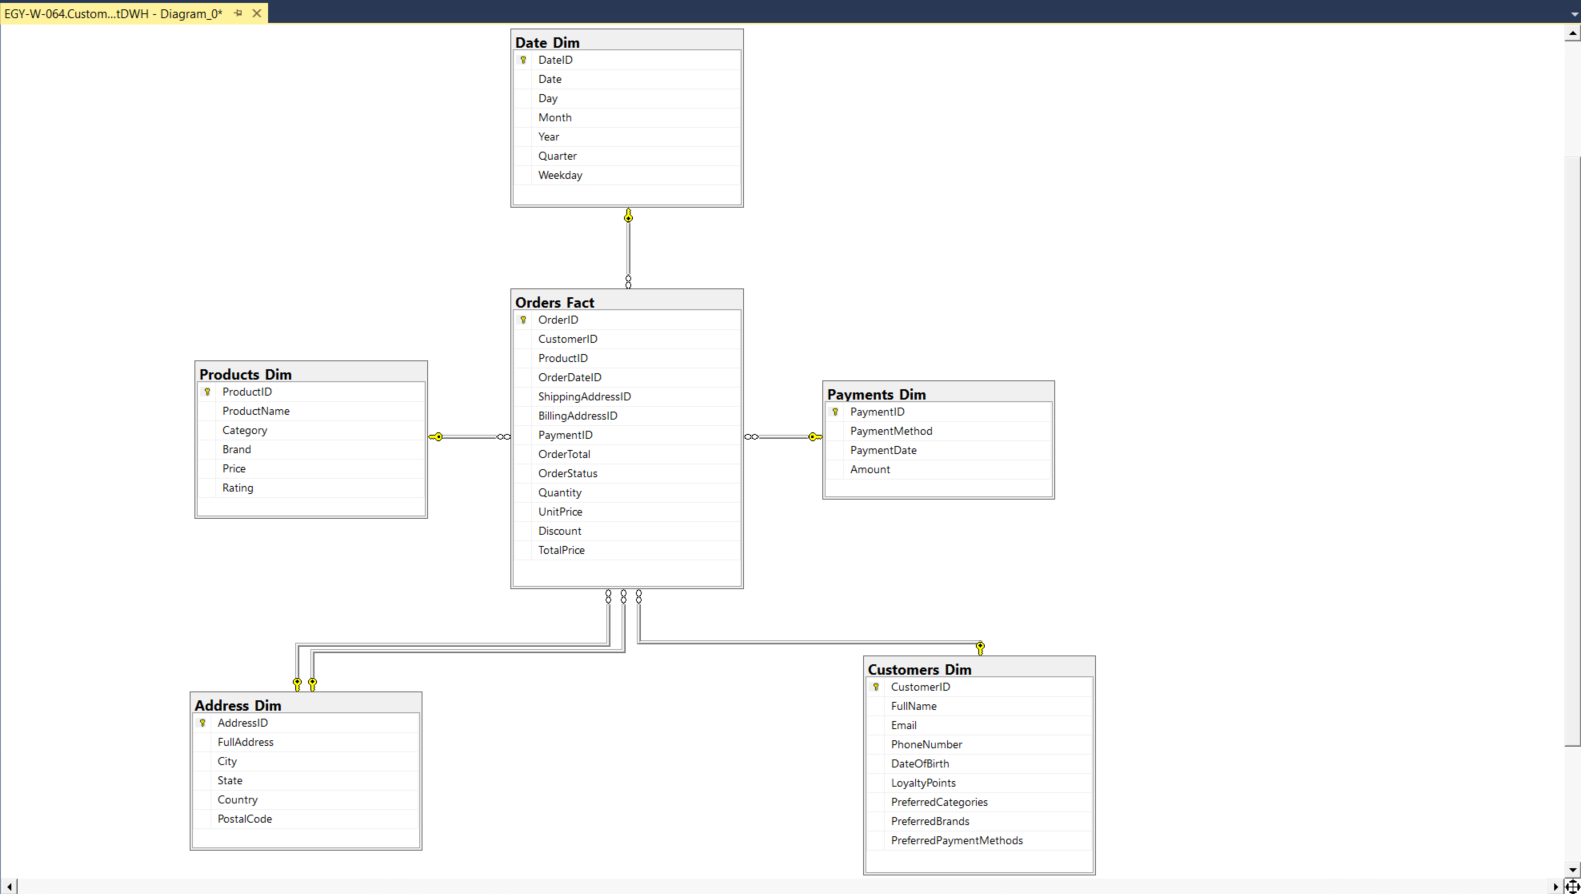 EGY-W-064.Custom...tDWH - Diagram_0*
Date Dim
DateID
Date
Day
Month
Year
Quarter
Weekday
Orders Fact
OrderID
CustomerID
ProductID
OrderDateID
ShippingAddressID
BillingAddressID
PaymentID
OrderTotal
OrderStatus
Quantity
UnitPrice
Discount
TotalPrice
Products Dim
ProductID
ProductName
Category
Brand
Price
Rating
Payments Dim
PaymentID
PaymentMethod
PaymentDate
Amount
Address Dim
AddressID
FullAddress
City
State
Country
PostalCode
Customers Dim
CustomerID
FullName
Email
PhoneNumber
DateOfBirth
LoyaltyPoints
PreferredCategories
PreferredBrands
PreferredPaymentMethods